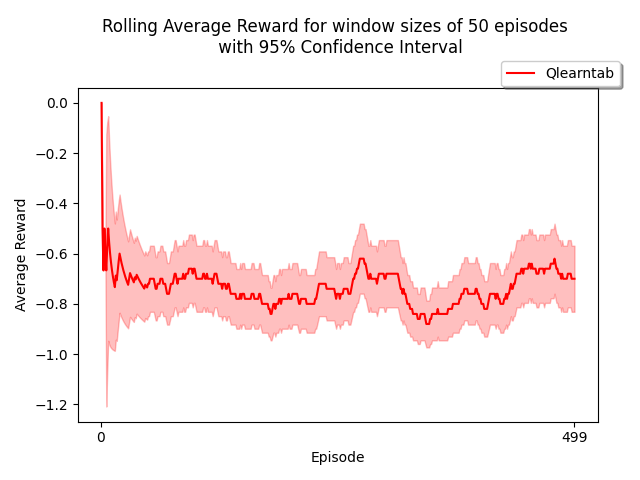 Rolling Average Reward for window sizes of 50 episodes
with 95% Confidence Interval
Qlearntab
0.0
−0.2
−0.4
−0.6
−0.8
−1.0
−1.2
Average Reward
0
499
Episode